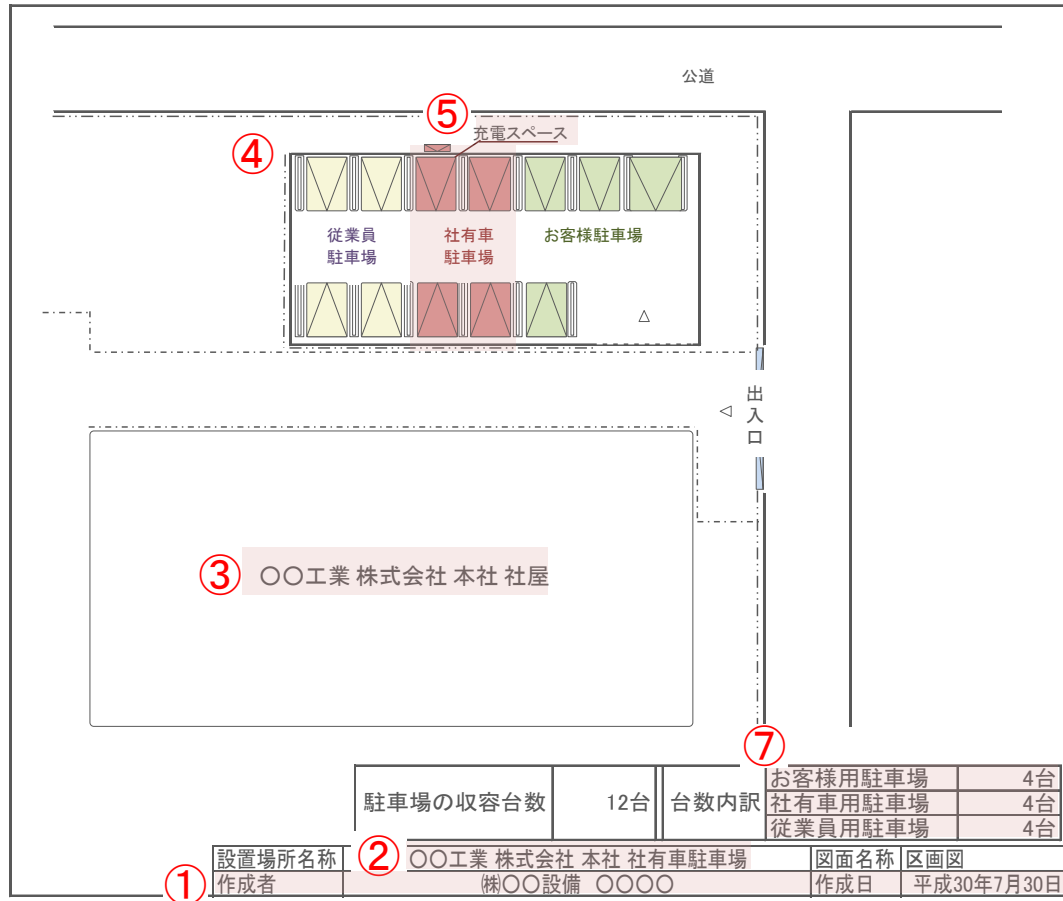 公道
⑤
充電スペース
④
従業員
駐車場
社有車
駐車場
お客様駐車場
出入口
③ 〇〇工業 株式会社 本社 社屋
⑦
駐車場の収容台数 12台 台数内訳
お客様用駐車場 4台
社有車用駐車場 4台
従業員用駐車場 4台
設置場所名称 ② 〇〇工業 株式会社 本社 社有車駐車場 図面名称 区画図
① 作成者 ㈱〇〇設備 〇〇〇〇 作成日 平成30年7月30日